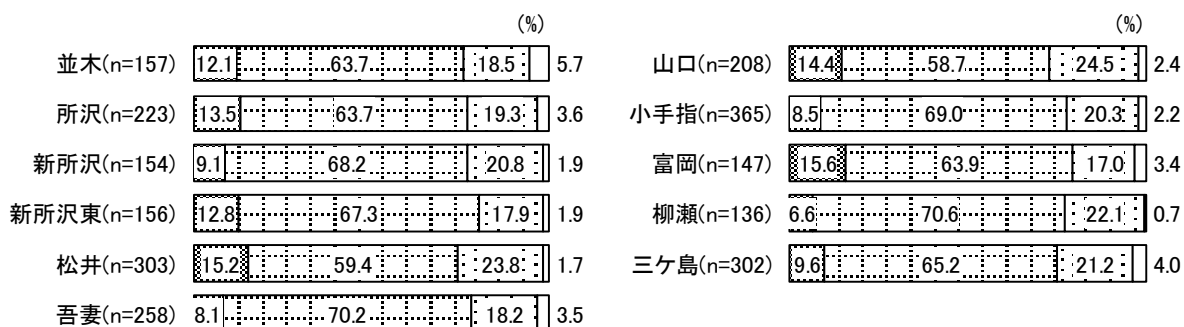 (%)
並木(n=157) 12.1 63.7 18.5 5.7
所沢(n=223) 13.5 63.7 19.3 3.6
新所沢(n=154) 9.1 68.2 20.8 1.9
新所沢東(n=156) 12.8 67.3 17.9 1.9
松井(n=303) 15.2 59.4 23.8 1.7
吾妻(n=258) 8.1 70.2 18.2 3.5
(%)
山口(n=208) 14.4 58.7 24.5 2.4
小手指(n=365) 8.5 69.0 20.3 2.2
富岡(n=147) 15.6 63.9 17.0 3.4
柳瀬(n=136) 6.6 70.6 22.1 0.7
三ケ島(n=302) 9.6 65.2 21.2 4.0